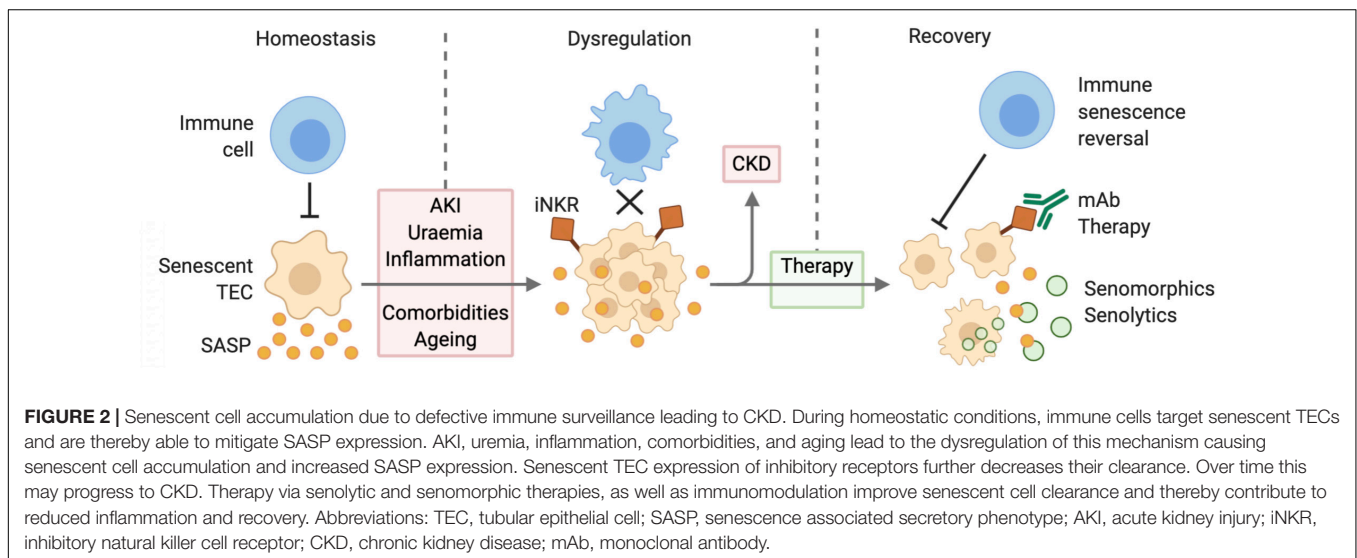 Homeostasis
Dysregulation
Recovery
Immune
cell
Immune
senescence
reversal
CKD
iNKR
AKI
Uraemia
Inflammation
Comorbidities
Ageing
mAb
Therapy
Senescent
TEC
Therapy
SASP
Senomorphics
Senolytics
FIGURE 2 | Senescent cell accumulation due to defective immune surveillance leading to CKD. During homeostatic conditions, immune cells target senescent TECs
and are thereby able to mitigate SASP expression. AKI, uremia, inflammation, comorbidities, and aging lead to the dysregulation of this mechanism causing
senescent cell accumulation and increased SASP expression. Senescent TEC expression of inhibitory receptors further decreases their clearance. Over time this
may progress to CKD. Therapy via senolytic and senomorphic therapies, as well as immunomodulation improve senescent cell clearance and thereby contribute to
reduced inflammation and recovery. Abbreviations: TEC, tubular epithelial cell; SASP, senescence associated secretory phenotype; AKI, acute kidney injury; iNKR,
inhibitory natural killer cell receptor; CKD, chronic kidney disease; mAb, monoclonal antibody.